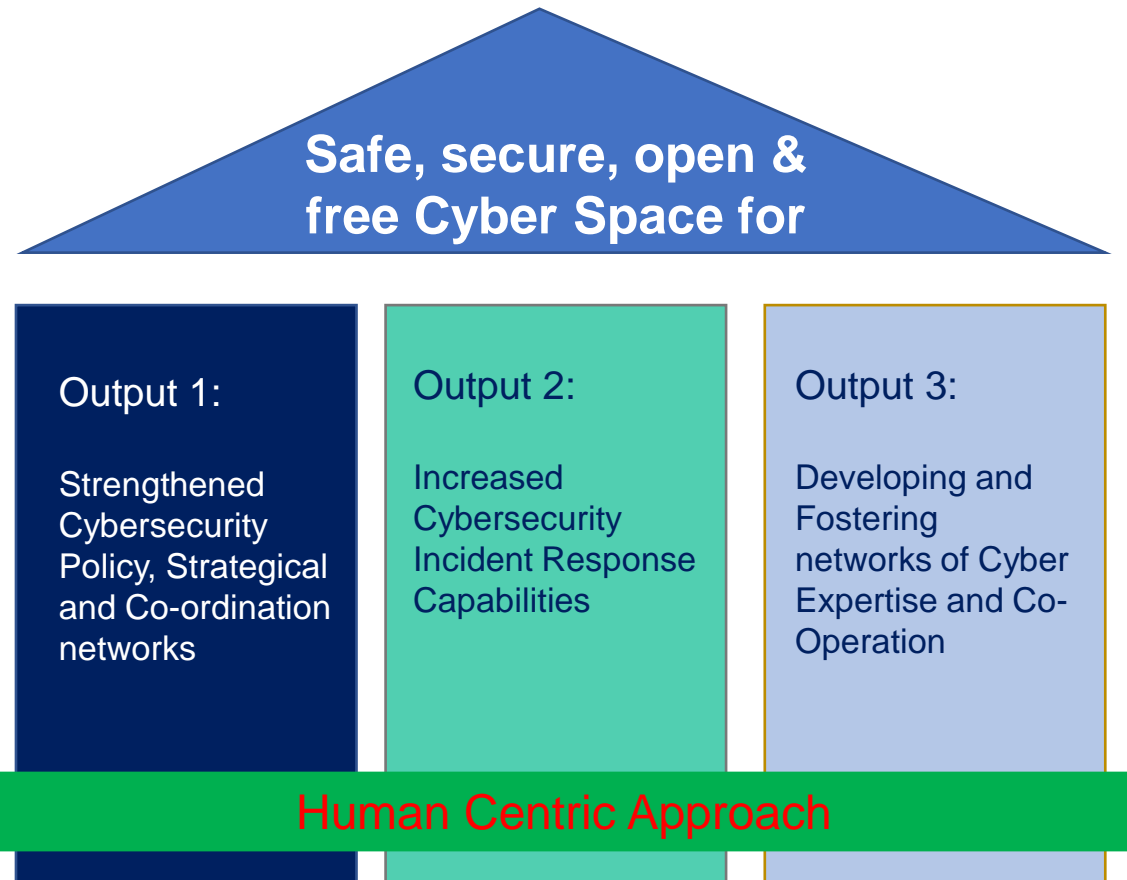 Safe, secure, open &
free Cyber Space for
Output 1:
Strengthened
Cybersecurity
Policy, Strategical
and Co-ordination
networks
Output 2:
Increased
Cybersecurity
Incident Response
Capabilities
Output 3:
Developing and
Fostering
networks of Cyber
Expertise and Co-
Operation
Human Centric Approach